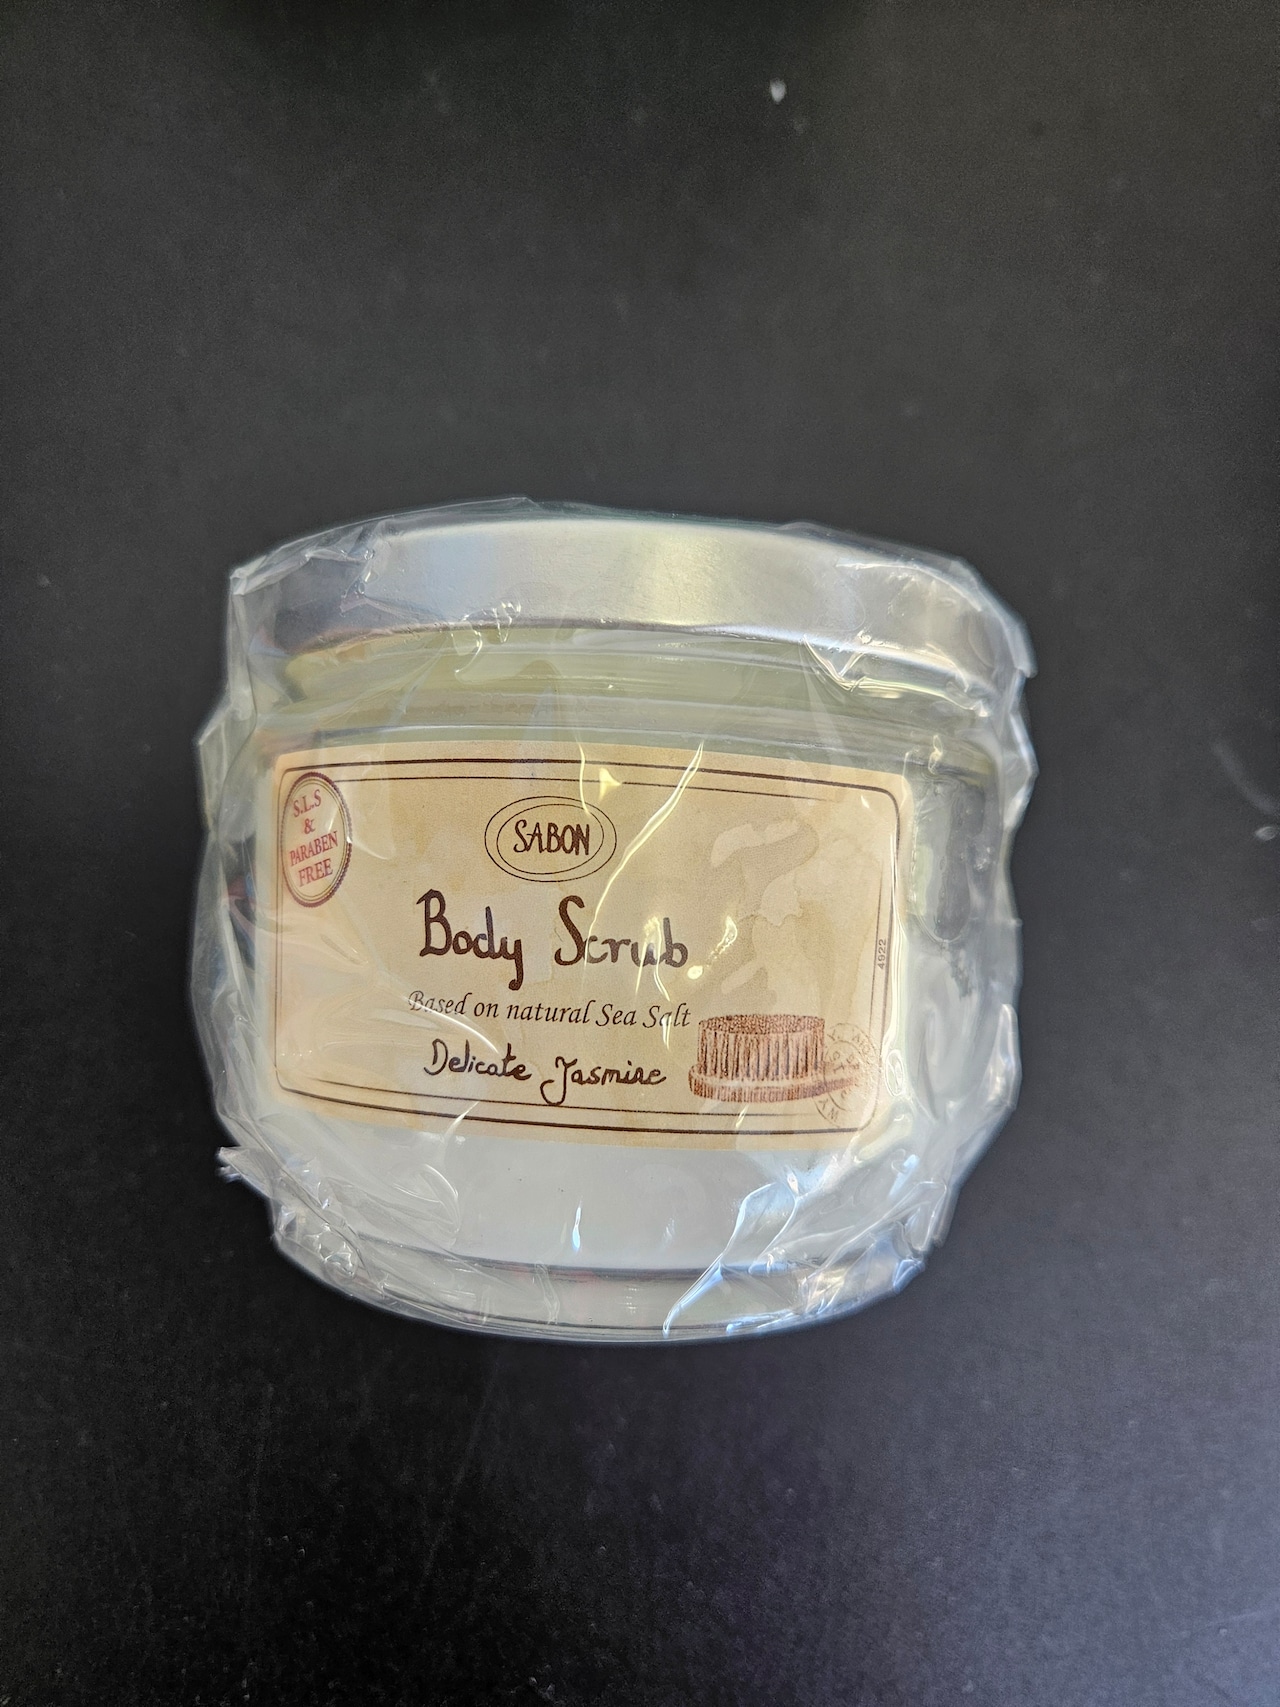 S.L.S
&
PARABEN
FREE
SABON
Body Scrub
Based on natural Sea Salt
Delicate Jasmine
4922